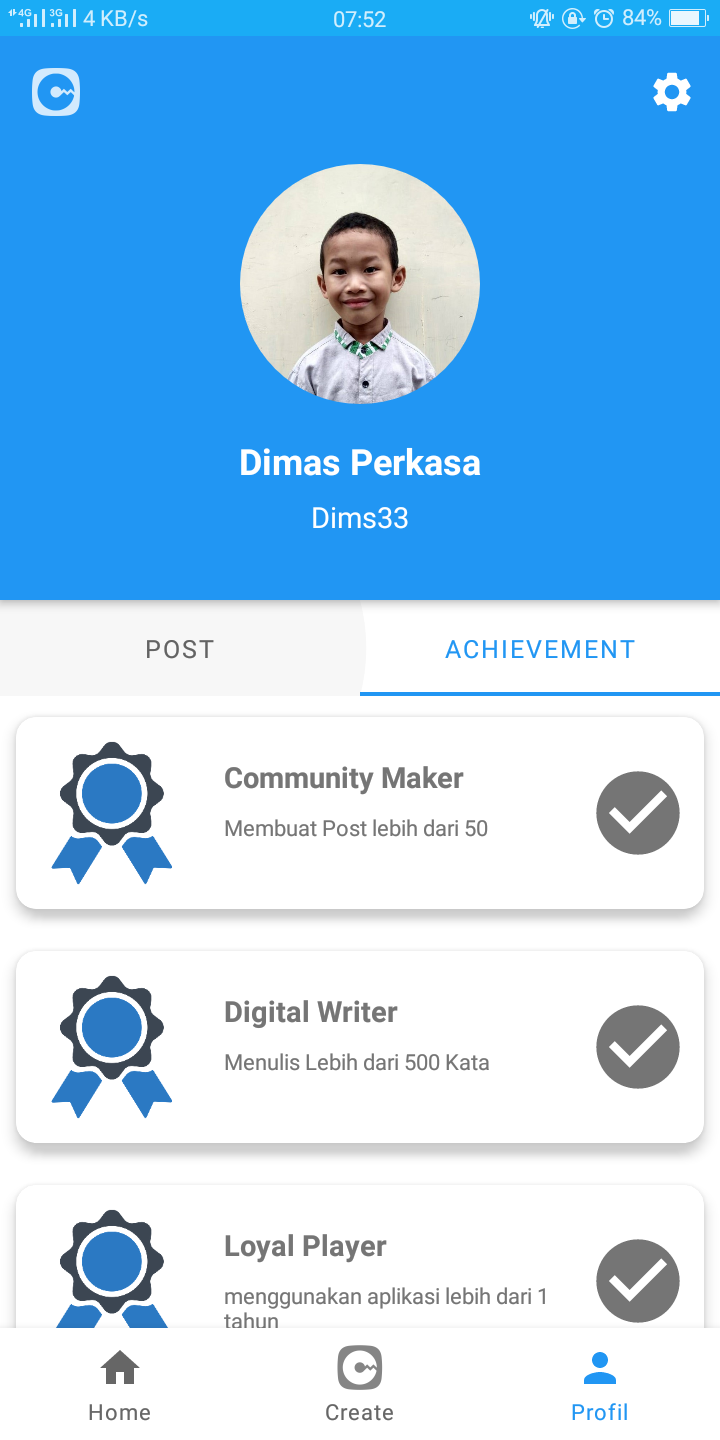 4G 3G 4 KB/s 07:52 84%
Dimas Perkasa
Dims33
POST ACHIEVEMENT
Community Maker
Membuat Post lebih dari 50
Digital Writer
Menulis Lebih dari 500 Kata
Loyal Player
menggunakan aplikasi lebih dari 1
tahun
Home Create Profil